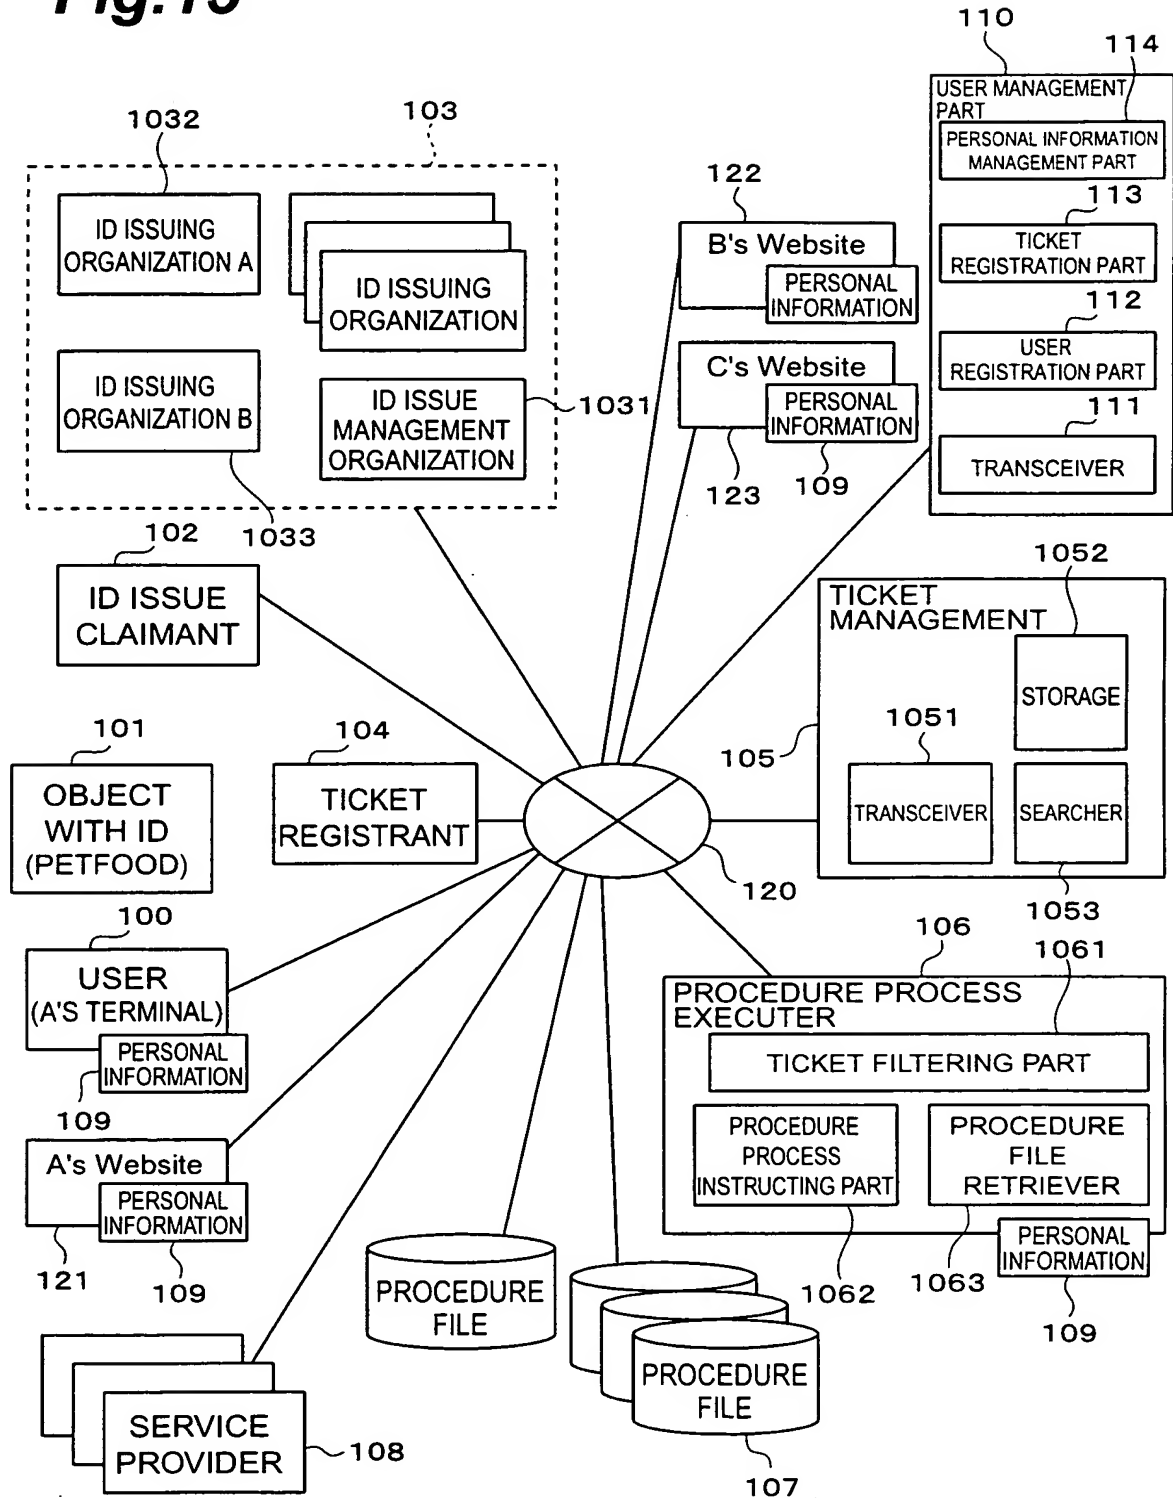 Fig.15
110
114
USER MANAGEMENT
PART
PERSONAL INFORMATION
MANAGEMENT PART
113
TICKET
REGISTRATION PART
112
USER
REGISTRATION PART
111
TRANSCEIVER
103
1032
ID ISSUING
ORGANIZATION A
ID ISSUING
ORGANIZATION
ID ISSUING
ORGANIZATION B
ID ISSUE
MANAGEMENT
ORGANIZATION
1031
1033
122
B's Website
PERSONAL
INFORMATION
C's Website
PERSONAL
INFORMATION
123
109
102
ID ISSUE
CLAIMANT
1052
TICKET
MANAGEMENT
STORAGE
1051
105
TRANSCEIVER
SEARCHER
1053
101
OBJECT
WITH ID
(PETFOOD)
104
TICKET
REGISTRANT
120
100
USER
(A'S TERMINAL)
PERSONAL
INFORMATION
109
106
1061
PROCEDURE PROCESS
EXECUTER
TICKET FILTERING PART
PROCEDURE
PROCESS
INSTRUCTING PART
PROCEDURE
FILE
RETRIEVER
PERSONAL
INFORMATION
1062
1063
109
A's Website
PERSONAL
INFORMATION
121
109
PROCEDURE
FILE
PROCEDURE
FILE
107
SERVICE
PROVIDER
108